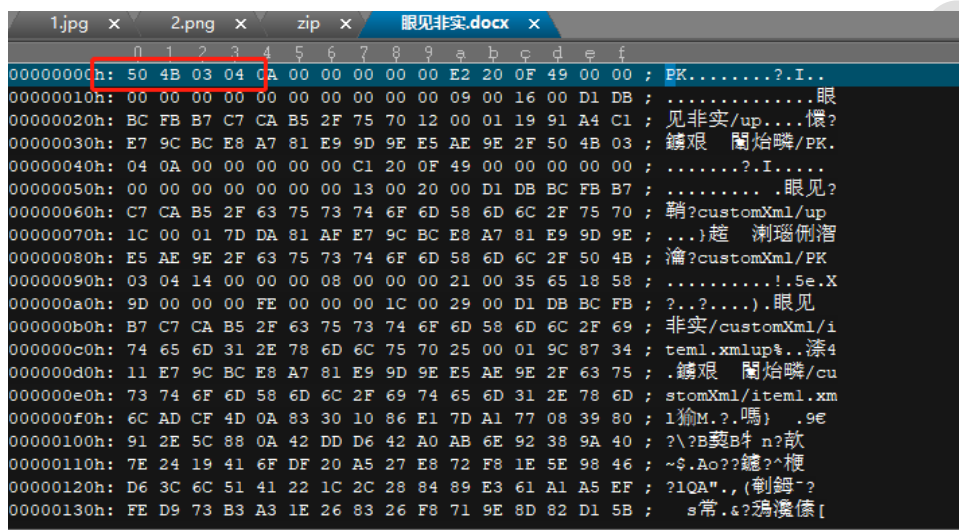 1.jpg × 2.png × zip × 眼见非实.docx ×
0 1 2 3 4 5 6 7 8 9 a b c d e f
00000000h: 50 4B 03 04 0A 00 00 00 00 00 E2 20 0F 49 00 00 ; PK........?.I..
00000010h: 00 00 00 00 00 00 00 00 00 00 09 00 16 00 D1 DB ; ..............眼
00000020h: BC FB B7 C7 CA B5 2F 75 70 12 00 01 19 91 A4 C1 ; 见非实/up....懁?
00000030h: E7 9C BC E8 A7 81 E9 9D 9E E5 AE 9E 2F 50 4B 03 ; /PK.
00000040h: 04 0A 00 00 00 00 00 C1 20 0F 49 00 00 00 00 00 ; .......?.I.....
00000050h: 00 00 00 00 00 00 00 13 00 20 00 D1 DB BC FB B7 ; ......... .眼见?
00000060h: C7 CA B5 2F 63 75 73 74 6F 6D 58 6D 6C 2F 75 70 ; 鞘?customXml/up
00000070h: 1C 00 01 7D DA 81 AF E7 9C BC E8 A7 81 E9 9D 9E ; ...}
00000080h: E5 AE 9E 2F 63 75 73 74 6F 6D 58 6D 6C 2F 50 4B ; ?customXml/PK
00000090h: 03 04 14 00 00 00 08 00 00 00 21 00 35 65 18 58 ; ..........!.5e.X
000000a0h: 9D 00 00 00 FE 00 00 00 1C 00 29 00 D1 DB BC FB ; ?..?....).眼见
000000b0h: B7 C7 CA B5 2F 63 75 73 74 6F 6D 58 6D 6C 2F 69 ; 非实/customXml/i
000000c0h: 74 65 6D 31 2E 78 6D 6C 75 70 25 00 01 9C 87 34 ; tem1.xmlup%..4
000000d0h: 11 E7 9C BC E8 A7 81 E9 9D 9E E5 AE 9E 2F 63 75 ; /cu
000000e0h: 73 74 6F 6D 58 6D 6C 2F 69 74 65 6D 31 2E 78 6D ; stomXml/item1.xm
000000f0h: 6C AD CF 4D 0A 83 30 10 86 E1 7D A1 77 08 39 80 ; l M.?.嗎} .9€
00000100h: 91 2E 5C 88 0A 42 DD D6 42 A0 AB 6E 92 38 9A 40 ; ?\?B B n?
00000110h: 7E 24 19 41 6F DF 20 A5 27 E8 72 F8 1E 5E 98 46 ; ~$.Ao?? ?^
00000120h: D6 3C 6C 51 41 22 1C 2C 28 84 89 E3 61 A1 A5 EF ; ?lQA".,( ?
00000130h: FE D9 73 B3 A3 1E 26 83 26 F8 71 9E 8D 82 D1 5B ; s常.&? [